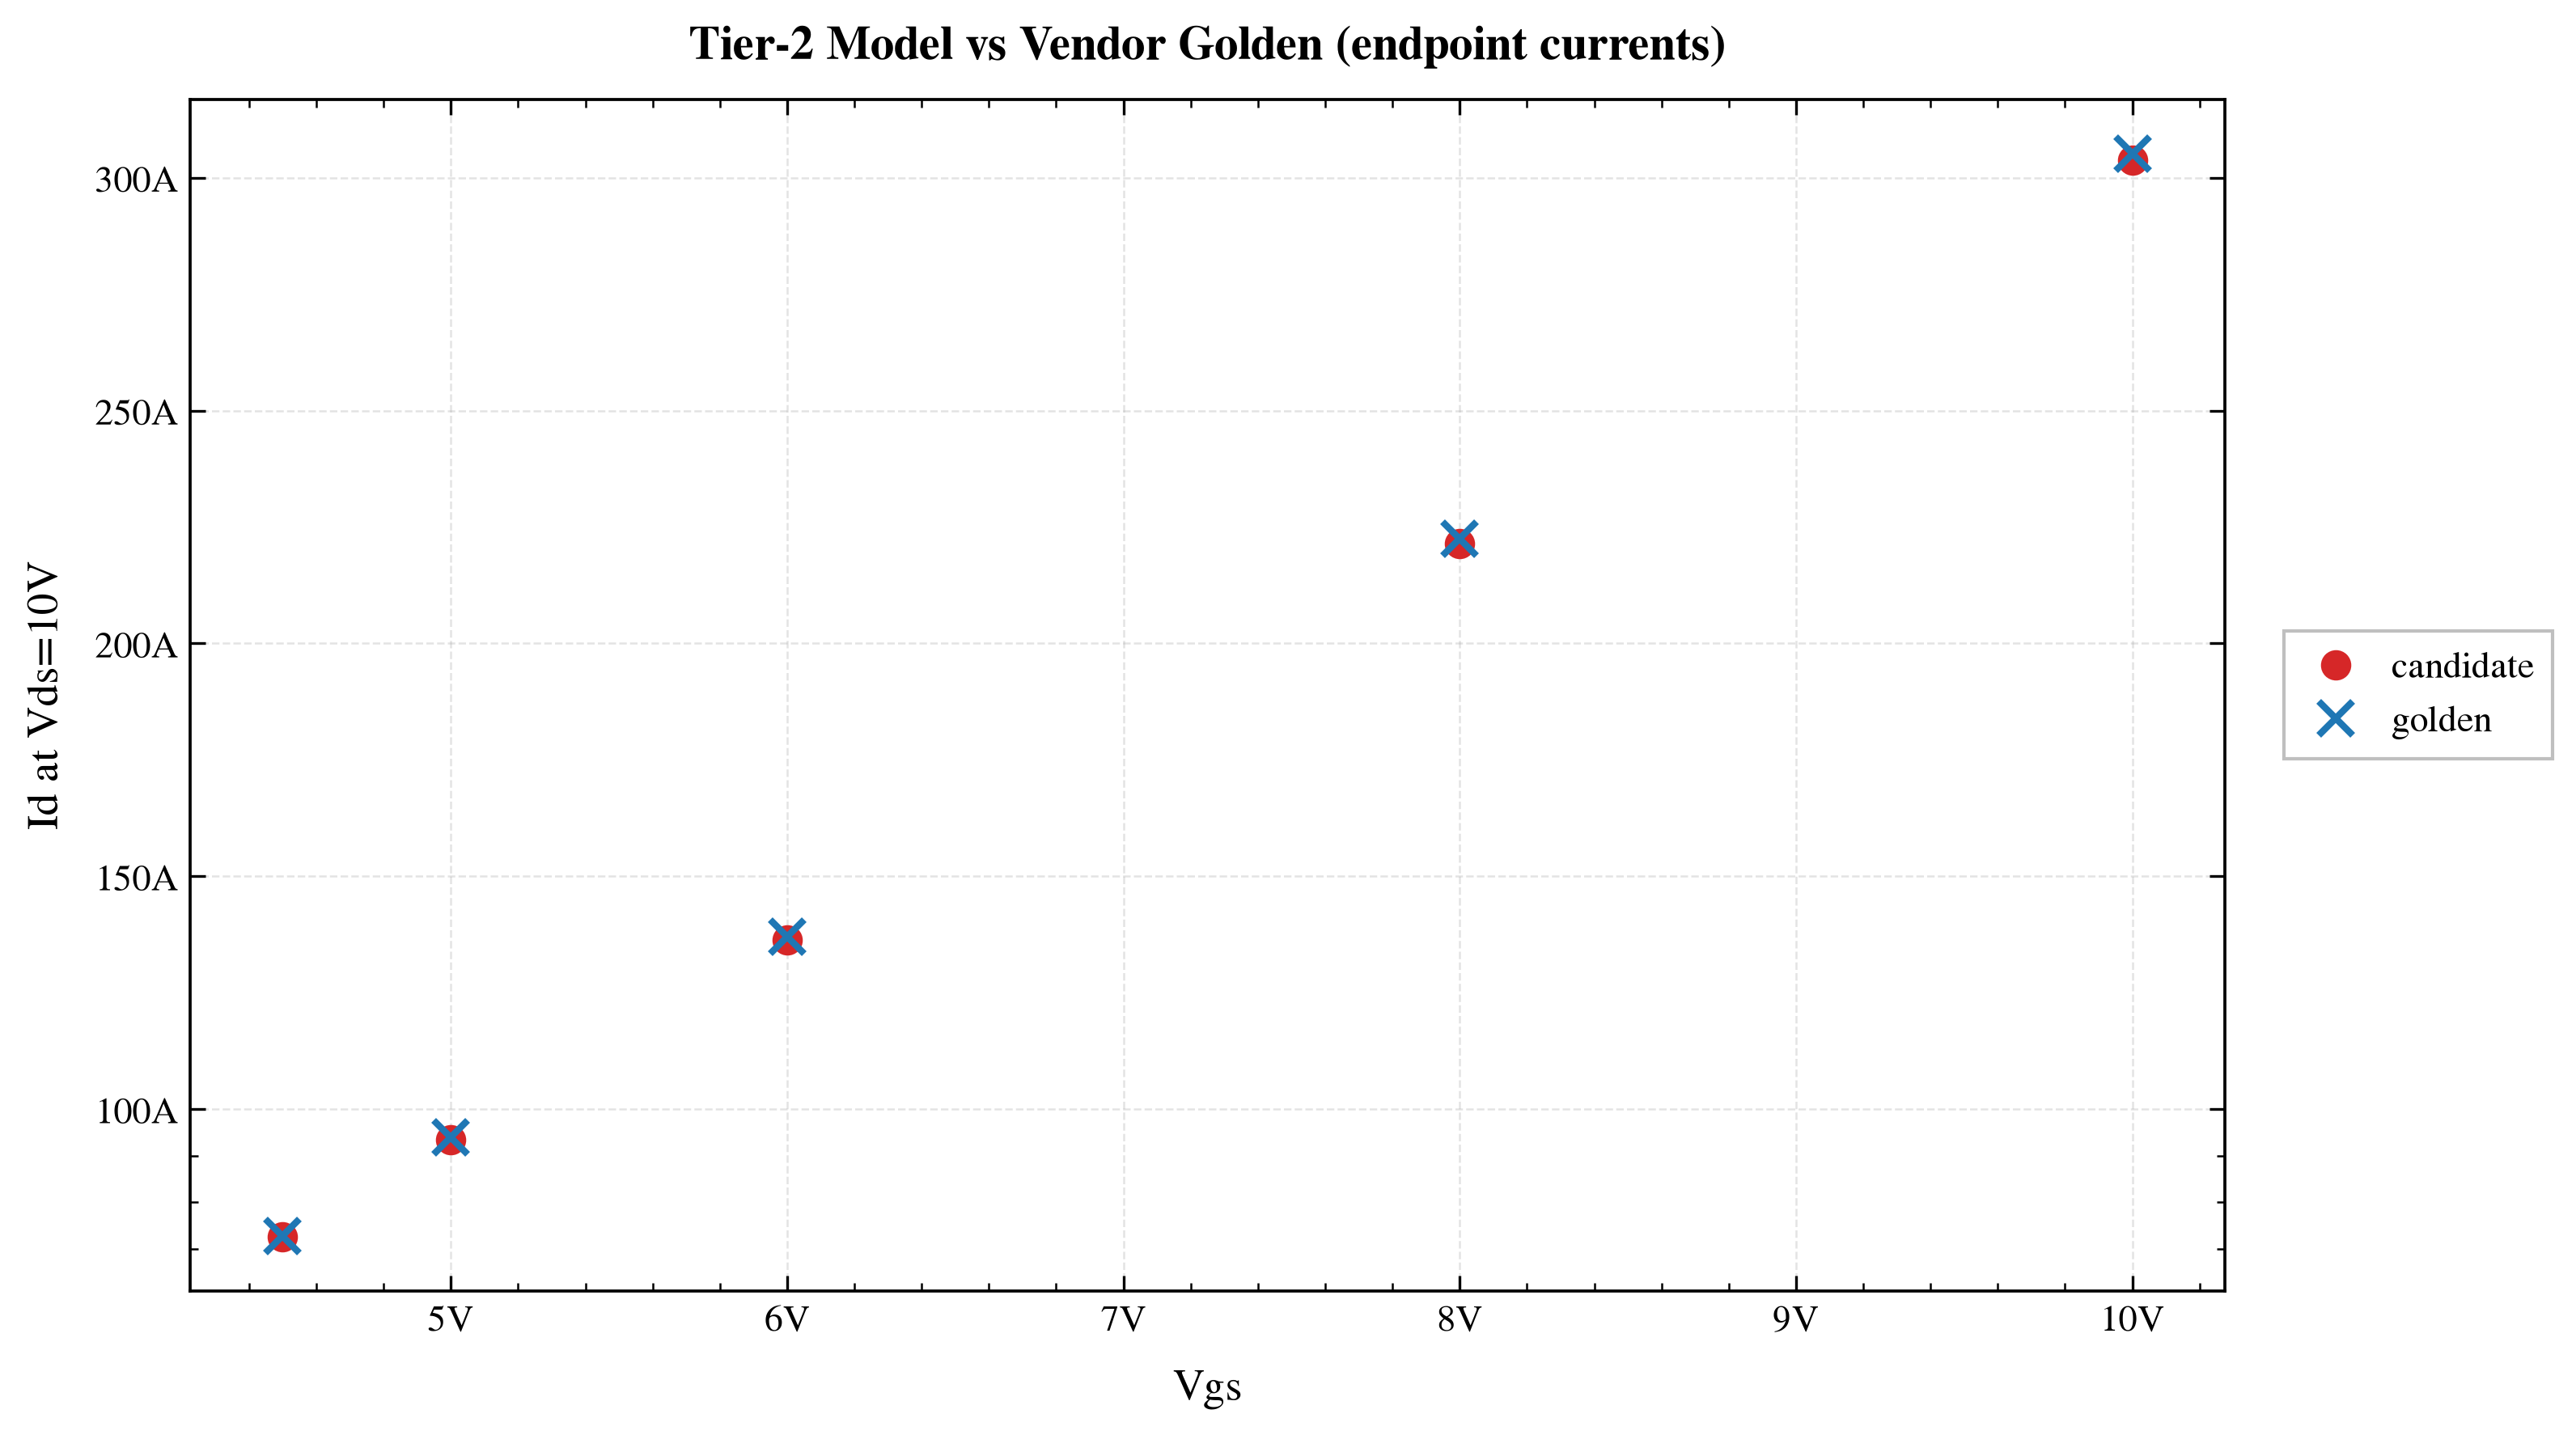 Tier-2 Model vs Vendor Golden (endpoint currents)
Id at Vds=10V
300A
250A
200A
150A
100A
5V
6V
7V
8V
9V
10V
Vgs
candidate
golden